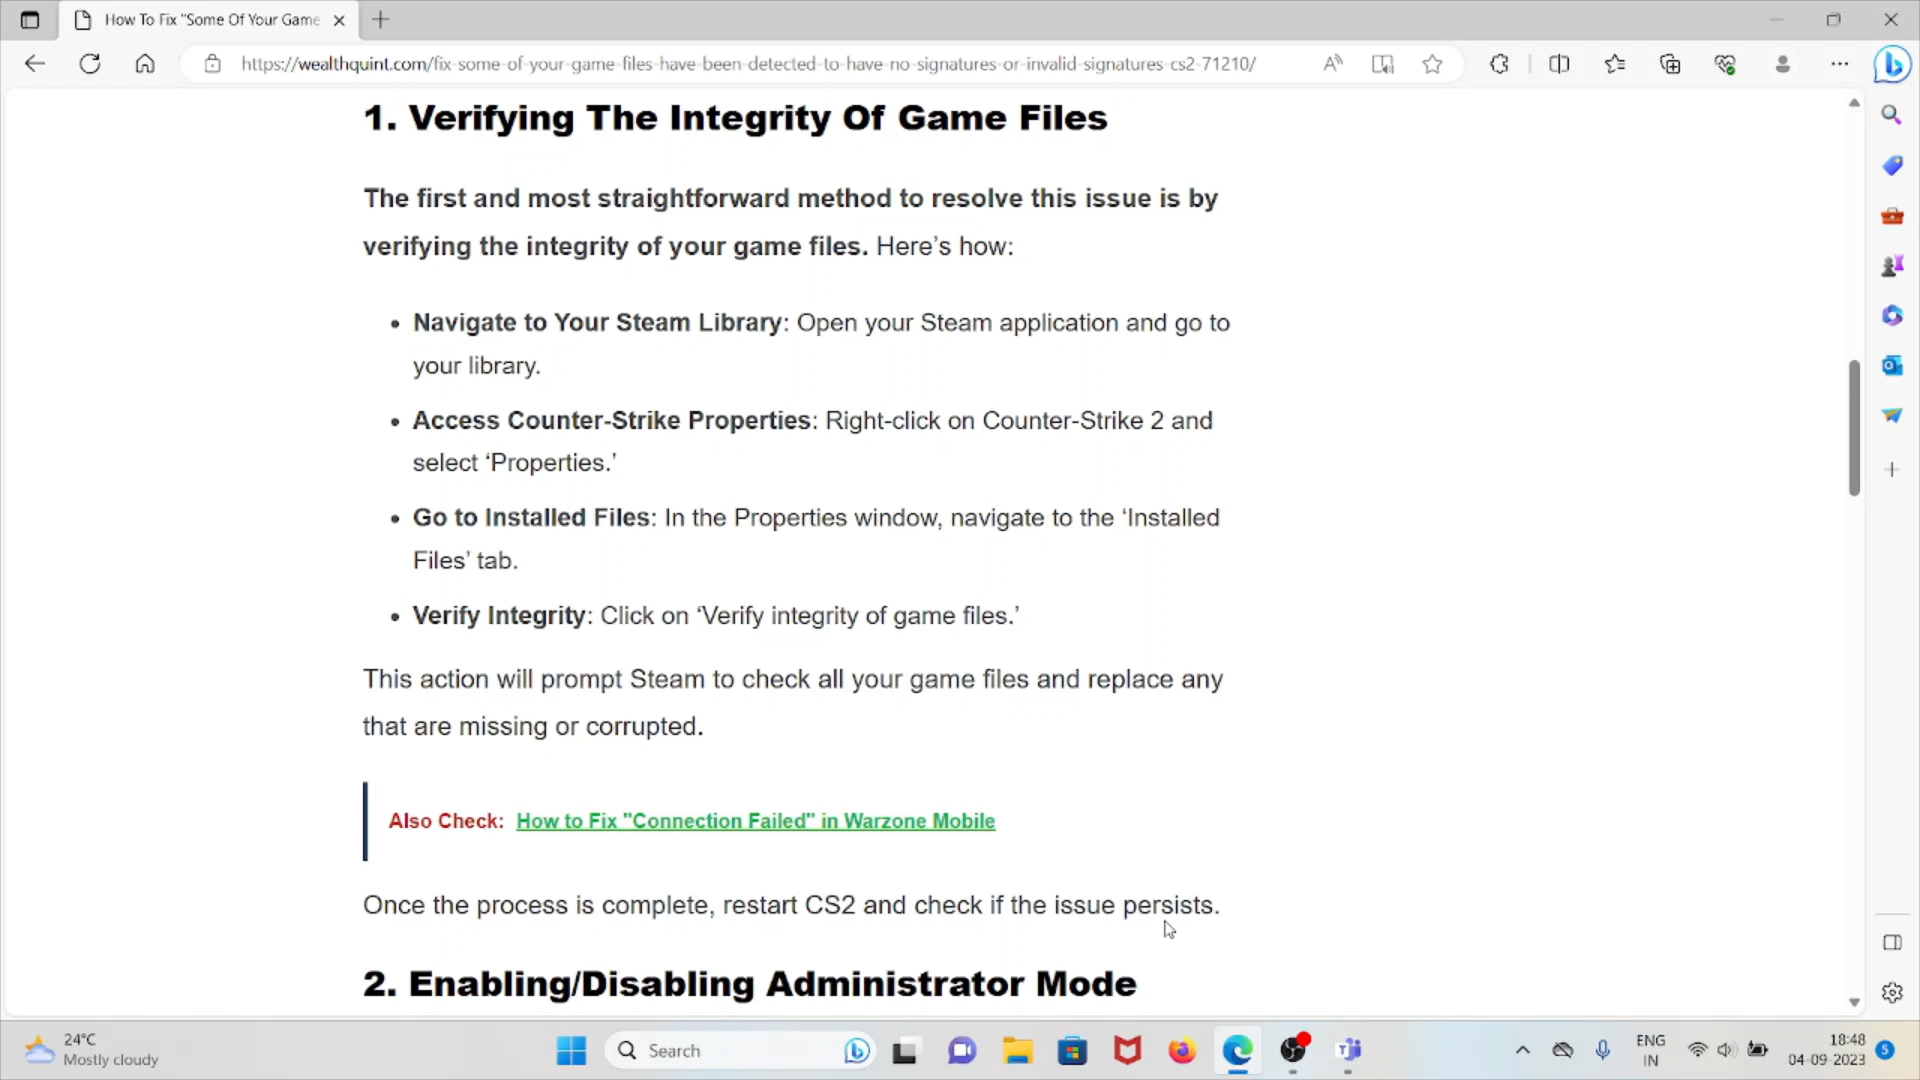 How To Fix "Some Of Your Game
https://wealthquint.com/fix-some-of-your-game-files-have-been-detected-to-have-no-signatures-or-invalid-signatures-cs2-71210/
1. Verifying The Integrity Of Game Files
The first and most straightforward method to resolve this issue is by
verifying the integrity of your game files. Here’s how:
• Navigate to Your Steam Library: Open your Steam application and go to
your library.
• Access Counter-Strike Properties: Right-click on Counter-Strike 2 and
select ‘Properties.’
• Go to Installed Files: In the Properties window, navigate to the ‘Installed
Files’ tab.
• Verify Integrity: Click on ‘Verify integrity of game files.’
This action will prompt Steam to check all your game files and replace any
that are missing or corrupted.
Also Check: How to Fix "Connection Failed" in Warzone Mobile
Once the process is complete, restart CS2 and check if the issue persists.
2. Enabling/Disabling Administrator Mode
24°C
Mostly cloudy
Search
ENG
IN
18:48
04-09-2023
5